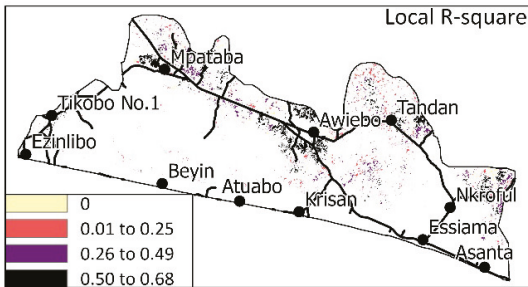 Local R-square
Mpataba
Tikobo No.1
Awiebo
Tandan
Ezinlibo
Beyin
Atuabo
Krisan
Nkroful
Essiama
Asanta
0
0.01 to 0.25
0.26 to 0.49
0.50 to 0.68